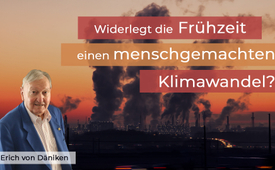 Widerlegt die Frühzeit
einen menschgemachten
Klimawandel?
Erich von Däniken